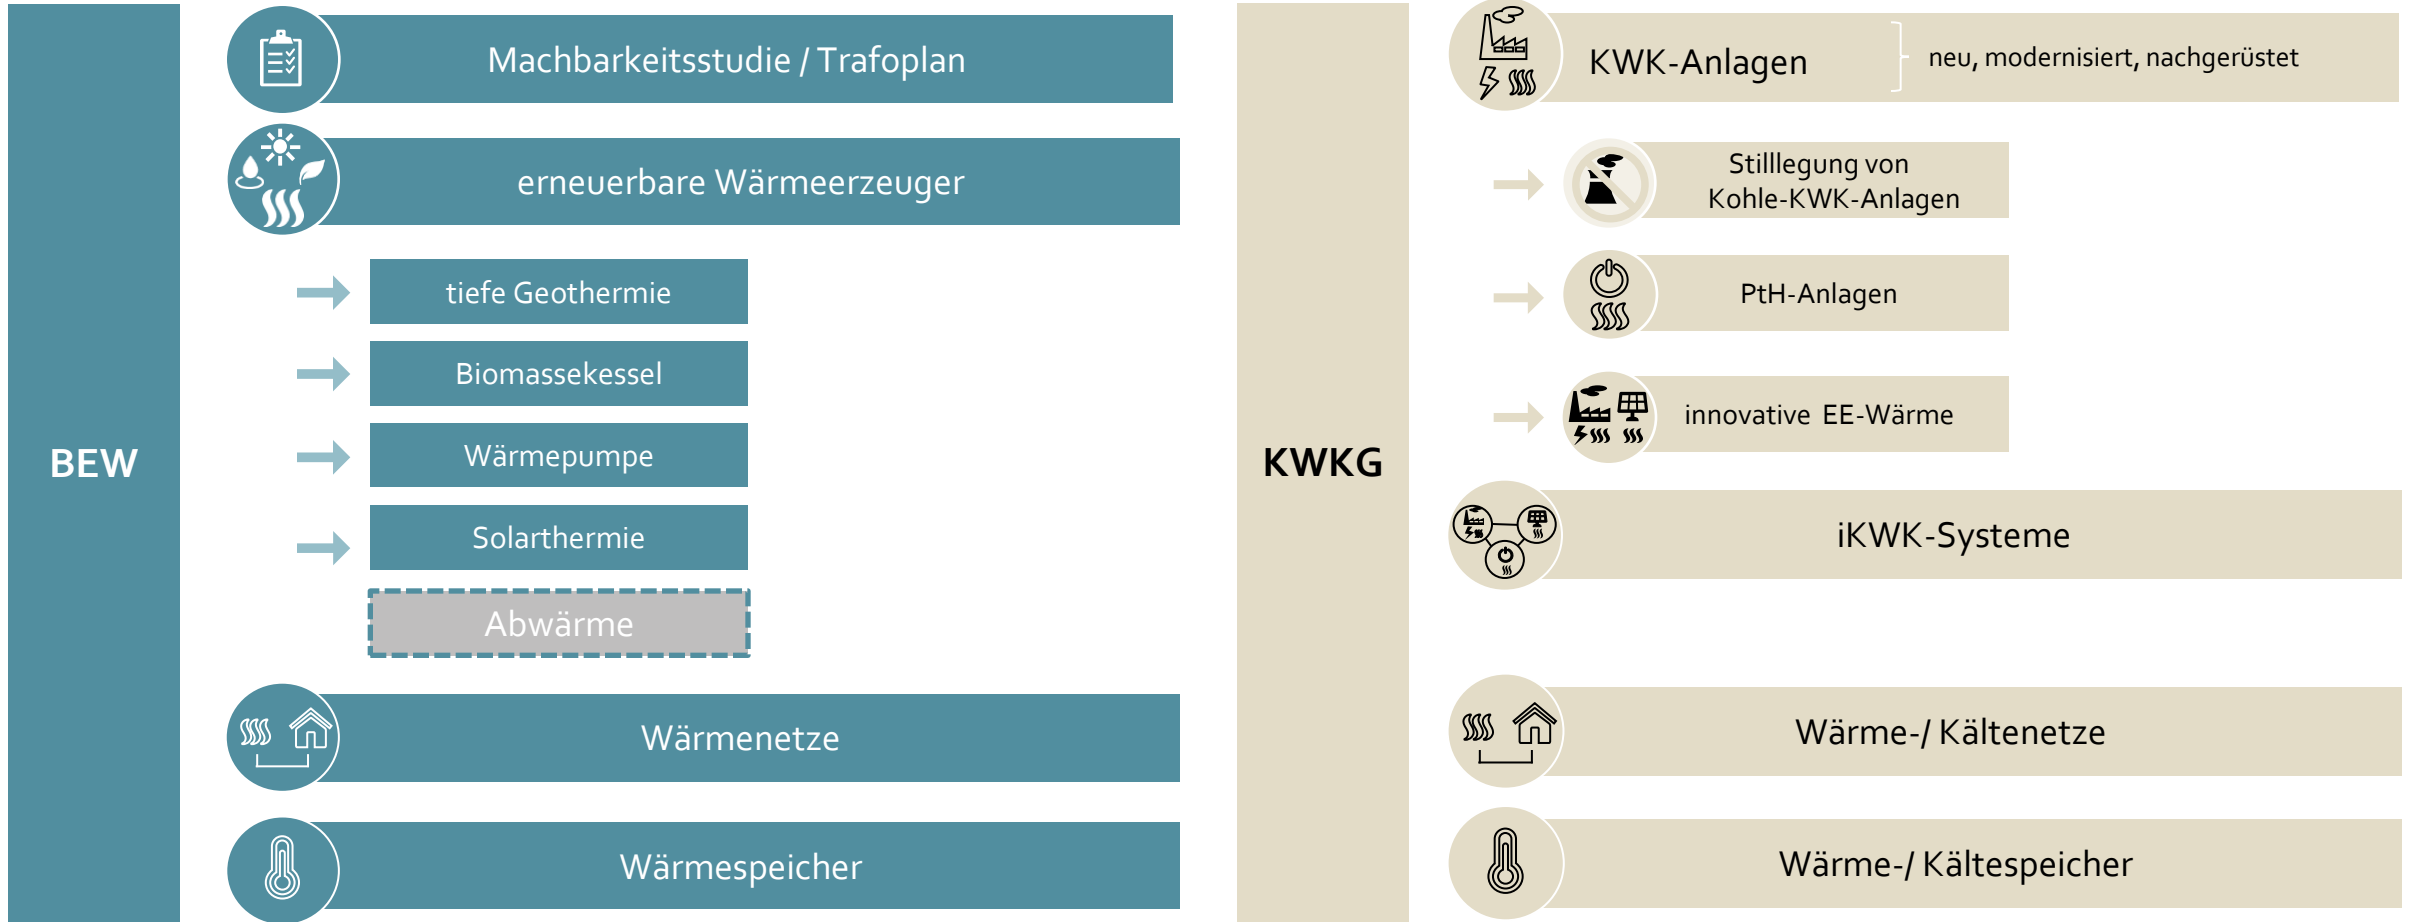 BEW
Machbarkeitsstudie / Trafoplan
erneuerbare Wärmeerzeuger
tiefe Geothermie
Biomassekessel
Wärmepumpe
Solarthermie
Abwärme
Wärmenetze
Wärmespeicher
KWKG
KWK-Anlagen
neu, modernisiert, nachgerüstet
Stilllegung von
Kohle-KWK-Anlagen
PtH-Anlagen
innovative EE-Wärme
iKWK-Systeme
Wärme-/ Kältenetze
Wärme-/ Kältespeicher